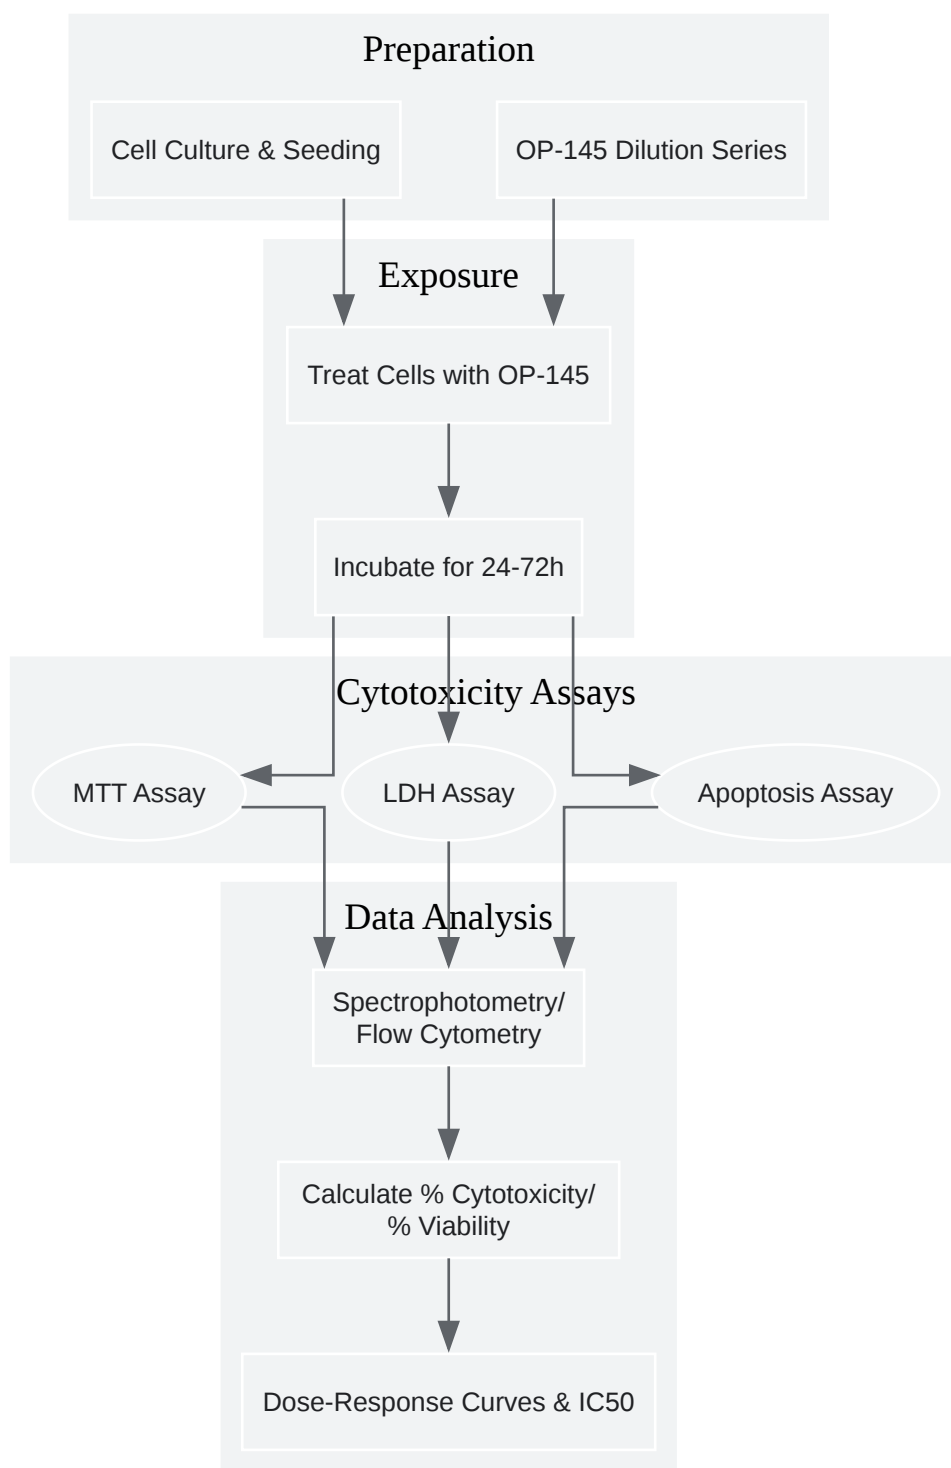 Preparation
Cell Culture & Seeding
OP-145 Dilution Series
Exposure
Treat Cells with OP-145
Incubate for 24-72h
Cytotoxicity Assays
MTT Assay
LDH Assay
Apoptosis Assay
Data Analysis
Spectrophotometry/
Flow Cytometry
Calculate % Cytotoxicity/
% Viability
Dose-Response Curves & IC50